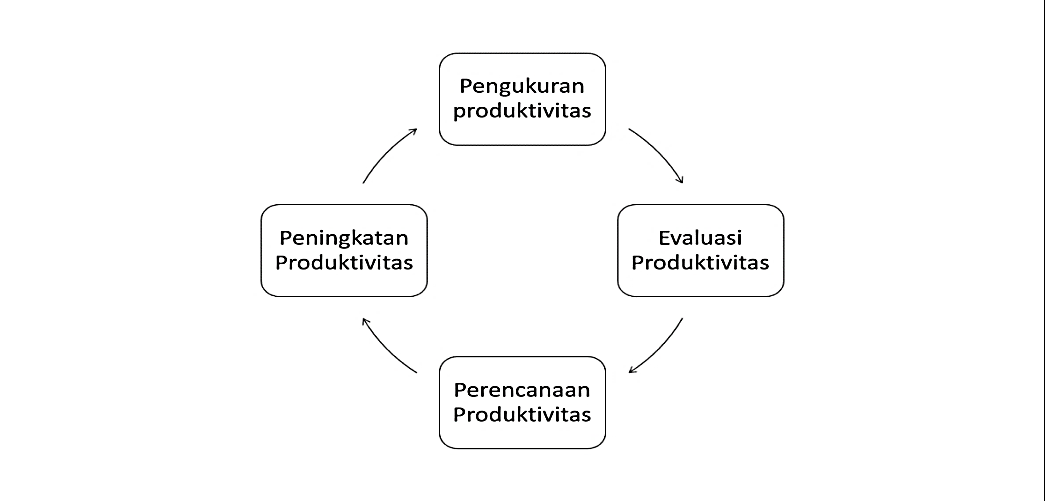 Pengukuran
produktivitas
Evaluasi
Produktivitas
Perencanaan
Produktivitas
Peningkatan
Produktivitas